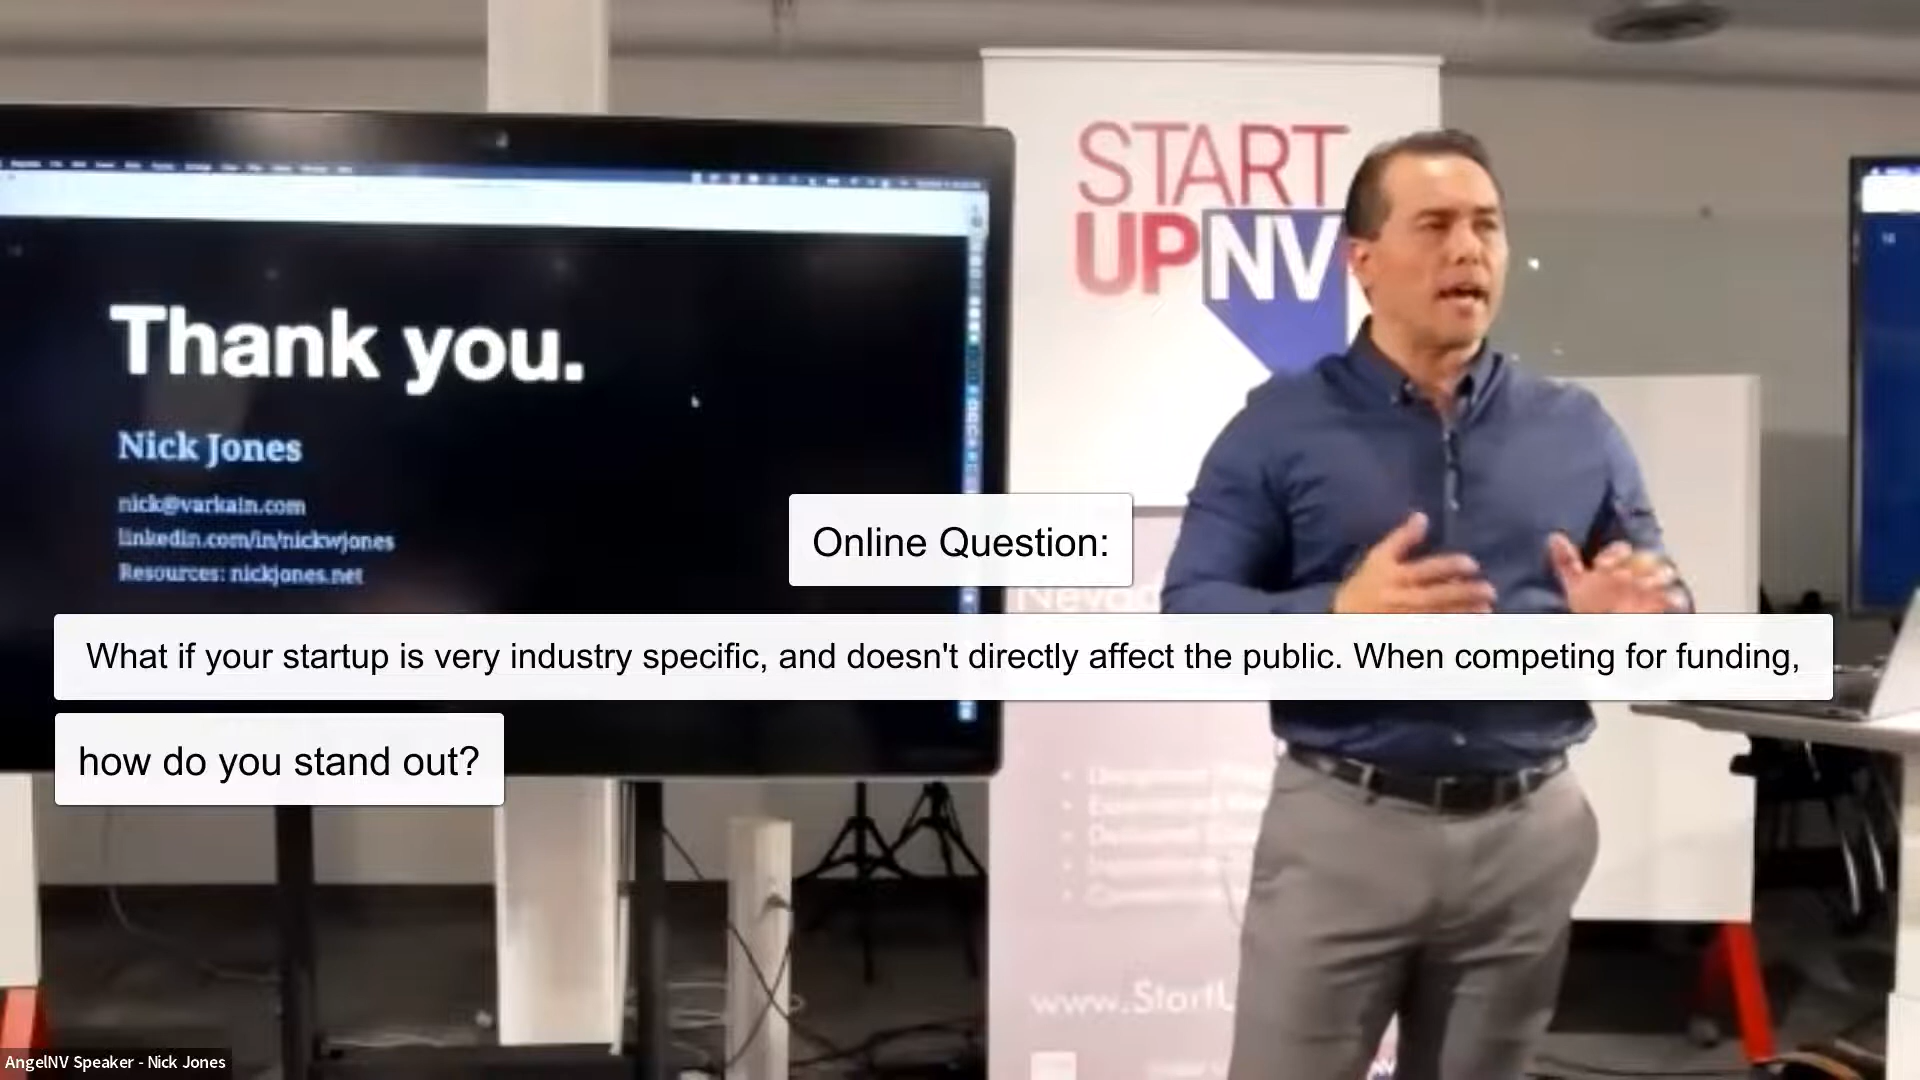 START
UPNV
Thank you.
Nick Jones
nick@varkain.com
linkedin.com/in/nickwjones
Resources: nickjones.net
Online Question:
What if your startup is very industry specific, and doesn't directly affect the public. When competing for funding,
how do you stand out?
www.StartU
AngelNV Speaker - Nick Jones